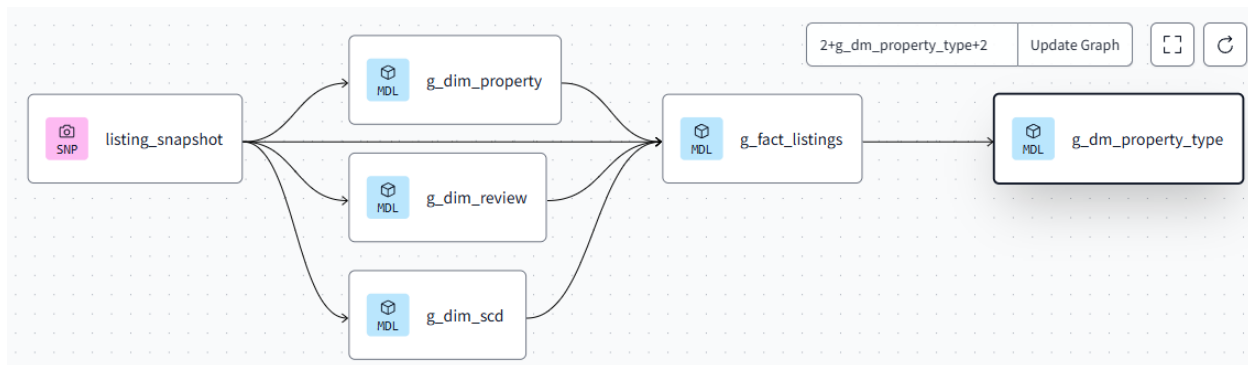 2+g_dm_property_type+2
Update Graph
SNP
listing_snapshot
MDL
g_dim_property
MDL
g_dim_review
MDL
g_dim_scd
MDL
g_fact_listings
MDL
g_dm_property_type